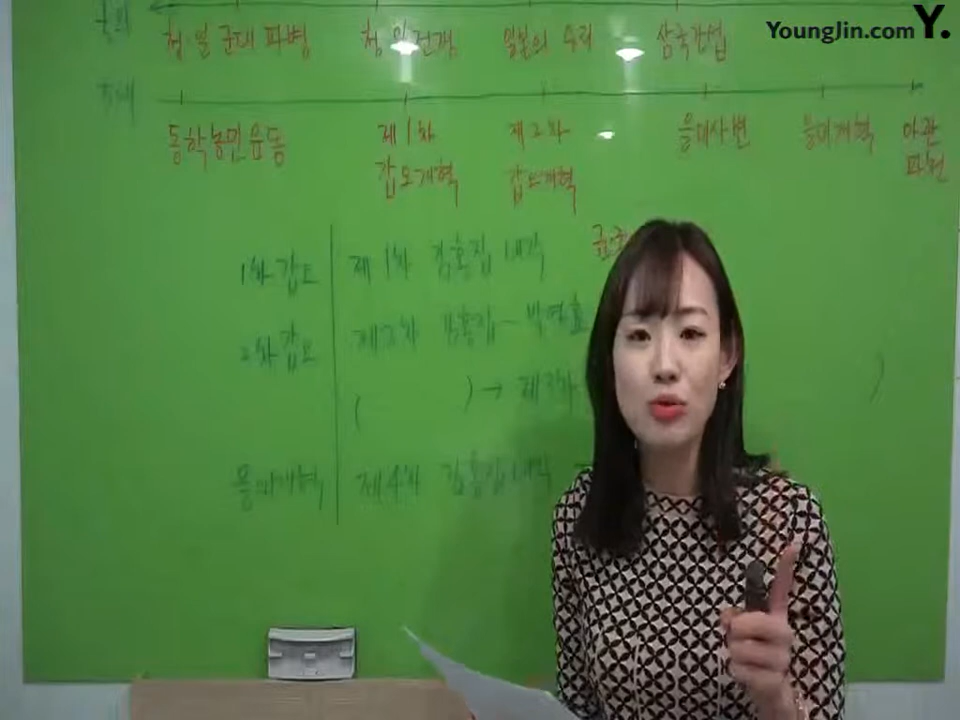 YoungJin.com Y.
청·일 군대 파병 청일전쟁 일본의 승리 삼국간섭
동학농민운동 제1차 갑오개혁 제2차 갑오개혁 을미사변 을미개혁 아관파천
1차 갑오 제1차 김홍집 내각
2차 갑오 제2차 김홍집-박영효
( ) → 제3차
을미개혁 제4차 김홍집내각